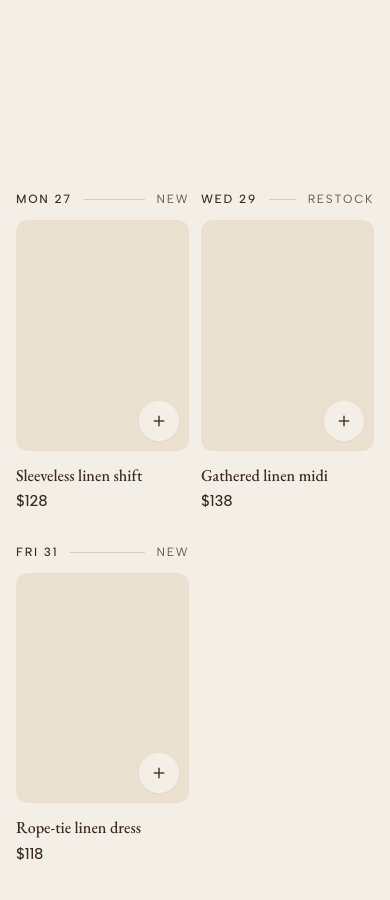 MON 27 NEW
Sleeveless linen shift
$128
WED 29 RESTOCK
Gathered linen midi
$138
FRI 31 NEW
Rope-tie linen dress
$118